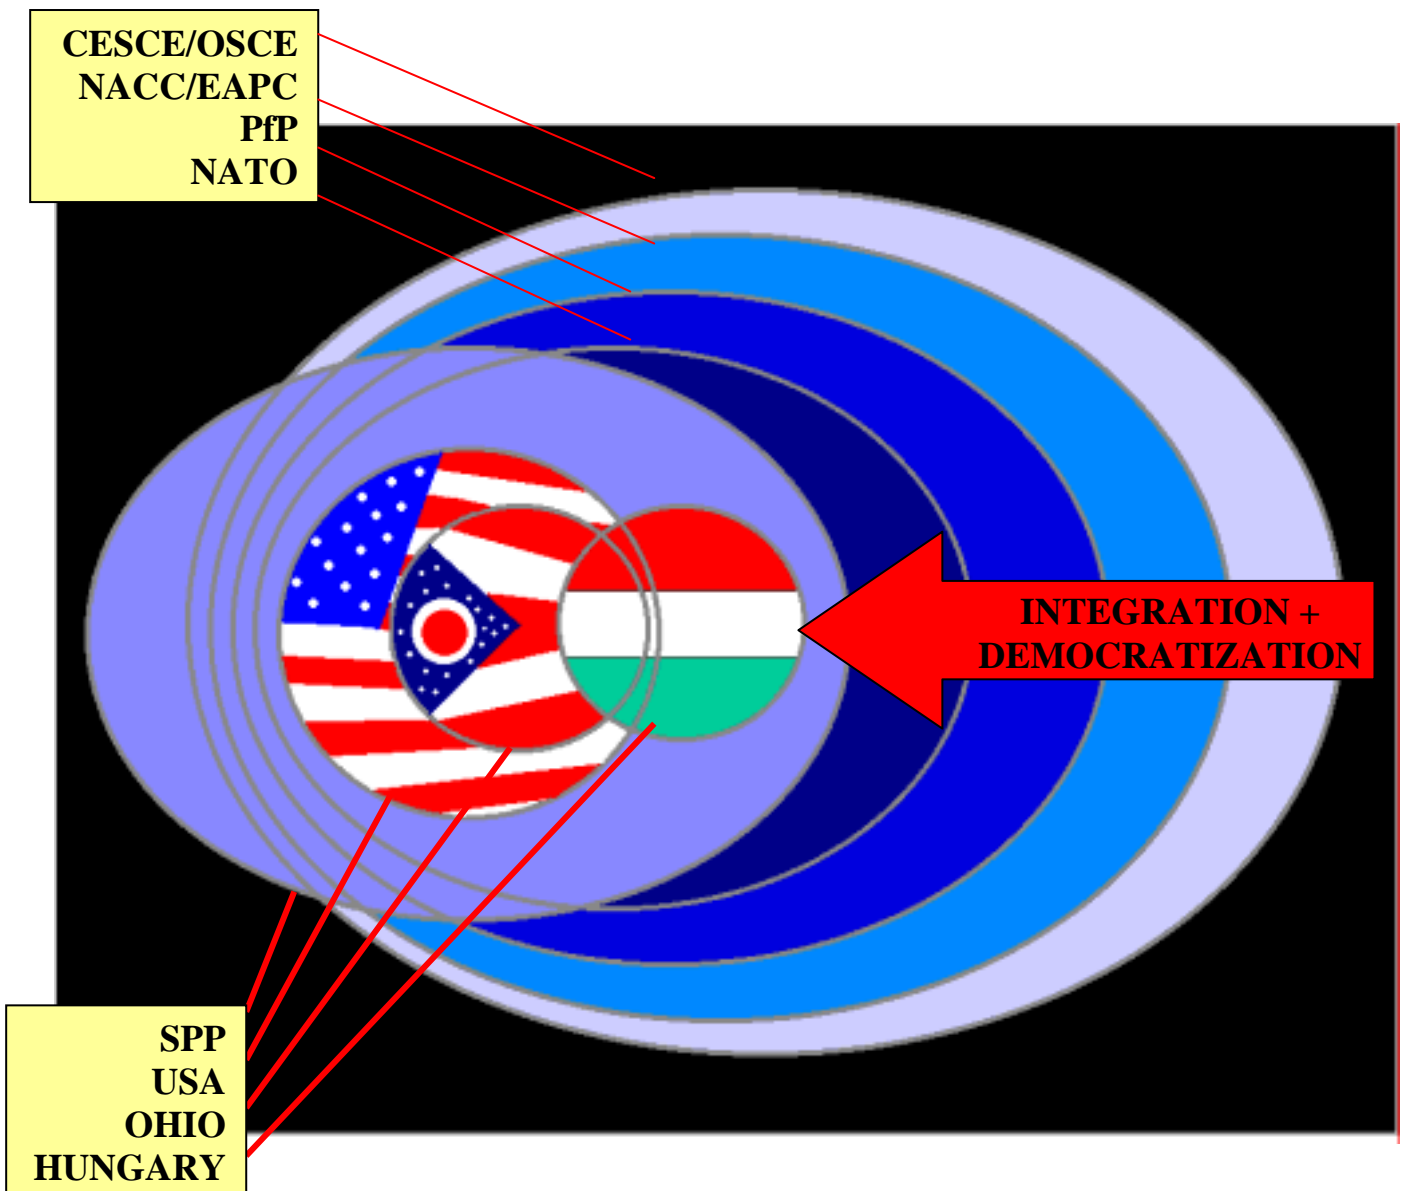 CESCE/OSCE
NACC/EAPC
PfP
NATO
INTEGRATION +
DEMOCRATIZATION
SPP
USA
OHIO
HUNGARY